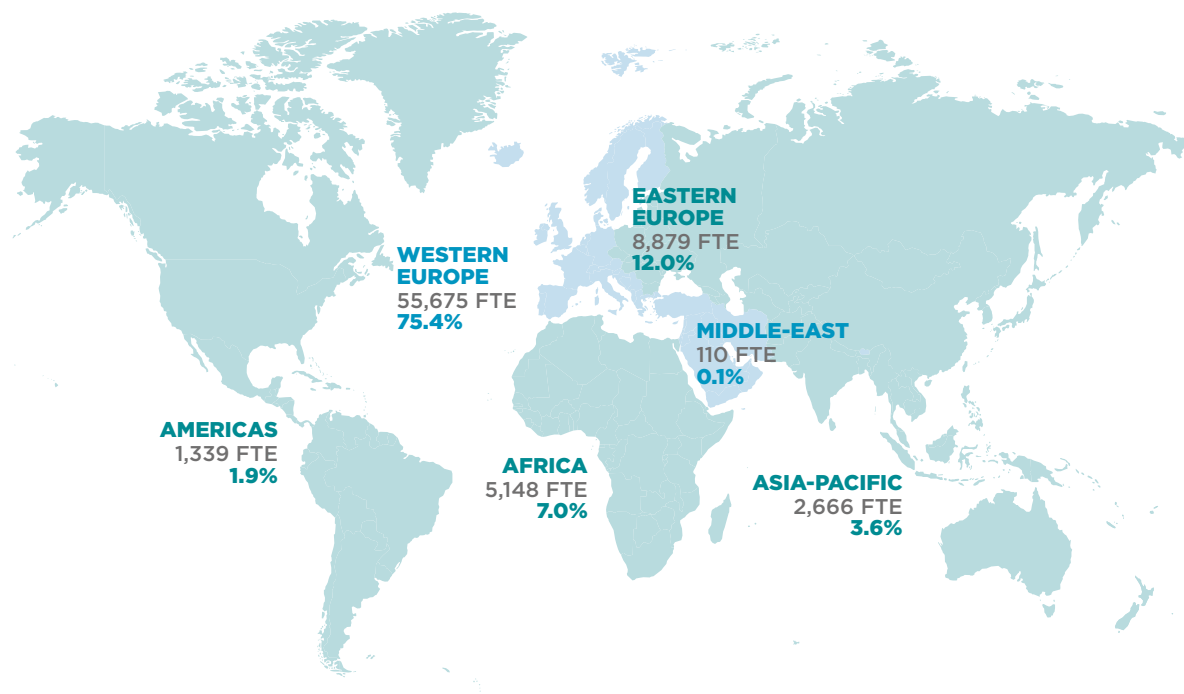 EASTERN
EUROPE
8,879 FTE
12.0%
WESTERN
EUROPE
55,675 FTE
75.4%
MIDDLE-EAST
110 FTE
0.1%
AMERICAS
1,339 FTE
1.9%
AFRICA
5,148 FTE
7.0%
ASIA-PACIFIC
2,666 FTE
3.6%